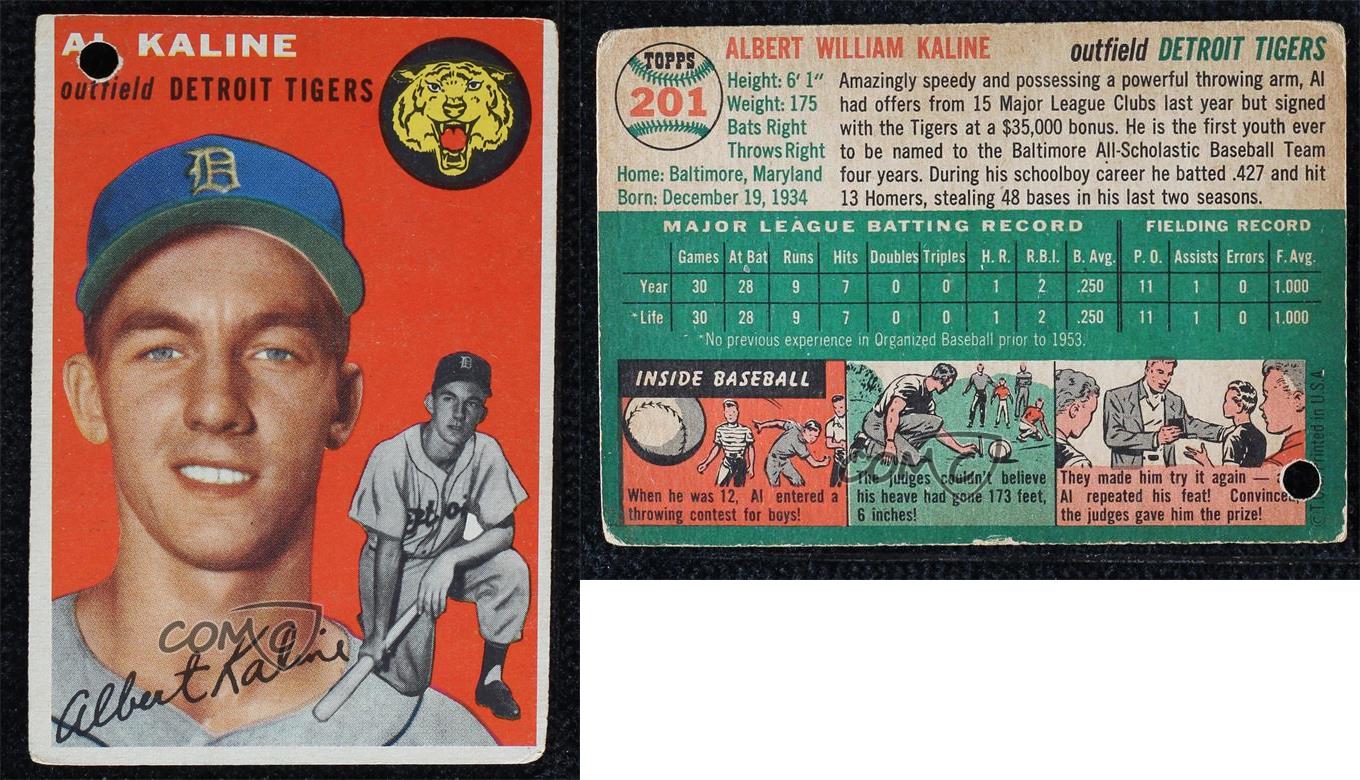 AL KALINE
outfield DETROIT TIGERS
D
D
Detroit
COMC
Albert Kaline
TOPPS
201
ALBERT WILLIAM KALINE
outfield DETROIT TIGERS
Height: 6' 1"
Weight: 175
Bats Right
Throws Right
Home: Baltimore, Maryland
Born: December 19, 1934
Amazingly speedy and possessing a powerful throwing arm, Al
had offers from 15 Major League Clubs last year but signed
with the Tigers at a $35,000 bonus. He is the first youth ever
to be named to the Baltimore All-Scholastic Baseball Team
four years. During his schoolboy career he batted .427 and hit
13 Homers, stealing 48 bases in his last two seasons.
MAJOR LEAGUE BATTING RECORD FIELDING RECORD
Games At Bat Runs Hits Doubles Triples H. R. R.B.I. B. Avg. P. O. Assists Errors F. Avg.
Year 30 28 9 7 0 0 1 2 .250 11 1 0 1.000
*Life 30 28 9 7 0 0 1 2 .250 11 1 0 1.000
*No previous experience in Organized Baseball prior to 1953.
INSIDE BASEBALL
When he was 12, Al entered a
throwing contest for boys!
COMC
The judges couldn't believe
his heave had gone 173 feet,
6 inches!
They made him try it again —
Al repeated his feat! Convinced,
the judges gave him the prize!
© T. Printed in U.S.A.